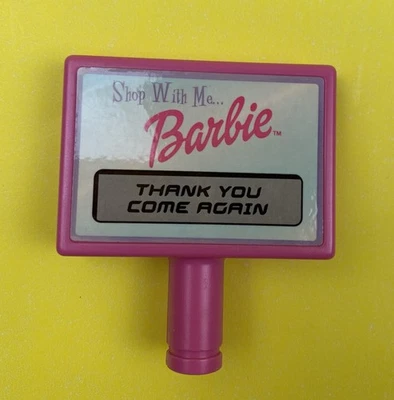 Shop With Me...
Barbie™
THANK YOU
COME AGAIN